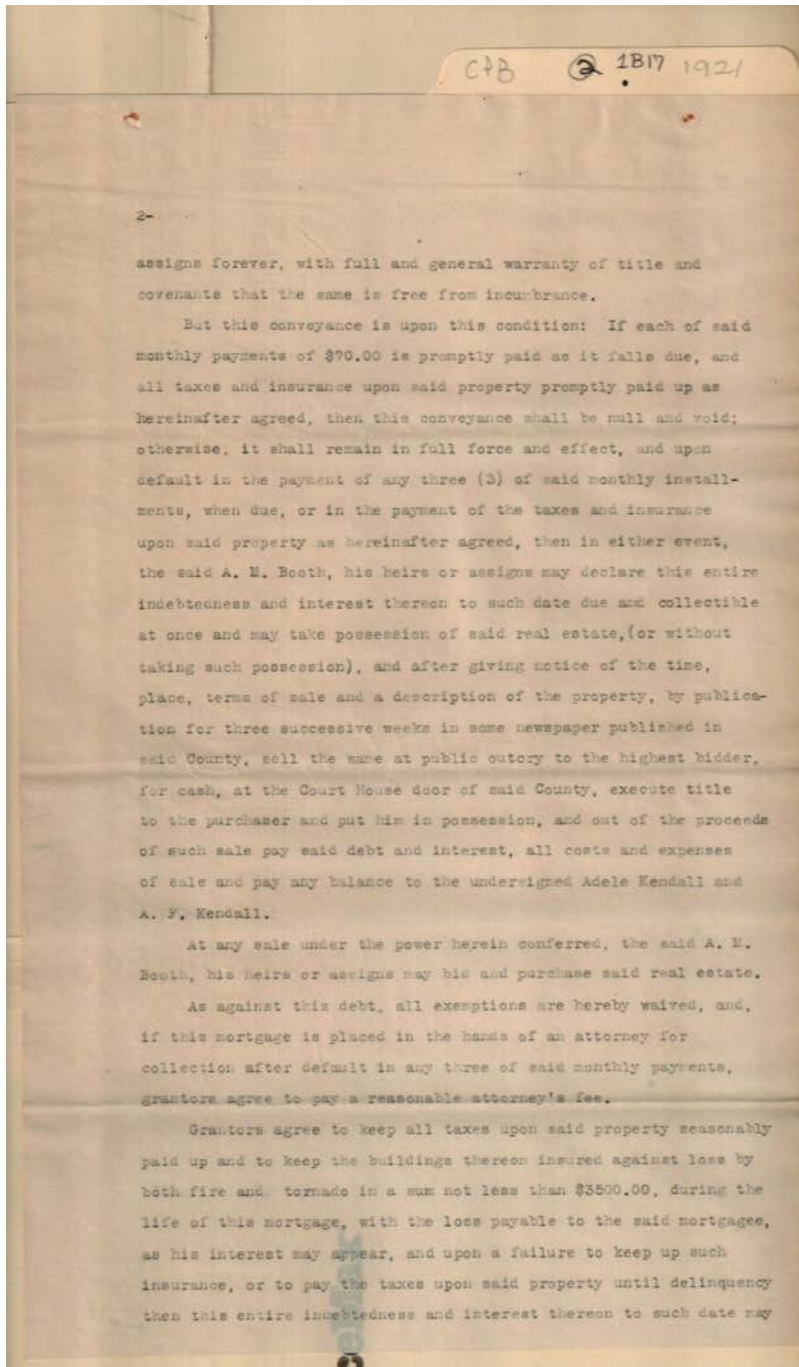 CPB 2 1B17 1921
2-
assigns forever, with full and general warranty of title and
covenants that the same is free from incumbrance.
But this conveyance is upon this condition: If each of said
monthly payments of $70.00 is promptly paid as it falls due, and
all taxes and insurance upon said property promptly paid up as
hereinafter agreed, then this conveyance shall be null and void;
otherwise, it shall remain in full force and effect, and upon
default in the payment of any three (3) of said monthly install-
ments, when due, or in the payment of the taxes and insurance
upon said property as hereinafter agreed, then in either event,
the said A. M. Booth, his heirs or assigns may declare this entire
indebtedness and interest thereon to such date due and collectible
at once and may take possession of said real estate,(or without
taking such possession), and after giving notice of the time,
place, terms of sale and a description of the property, by publica-
tion for three successive weeks in some newspaper published in
said County, sell the same at public outcry to the highest bidder,
for cash, at the Court House door of said County, execute title
to the purchaser and put him in possession, and out of the proceeds
of such sale pay said debt and interest, all costs and expenses
of sale and pay any balance to the undersigned Adele Kendall and
A. F. Kendall.
At any sale under the power herein conferred, the said A. M.
Booth, his heirs or assigns may bid and purchase said real estate.
As against this debt, all exemptions are hereby waived, and,
if this mortgage is placed in the hands of an attorney for
collection after default in any three of said monthly payments,
grantors agree to pay a reasonable attorney's fee.
Grantors agree to keep all taxes upon said property seasonably
paid up and to keep the buildings thereon insured against loss by
both fire and tornado in a sum not less than $3500.00, during the
life of this mortgage, with the loss payable to the said mortgagee,
as his interest may appear, and upon a failure to keep up such
insurance, or to pay the taxes upon said property until delinquency
then this entire indebtedness and interest thereon to such date may